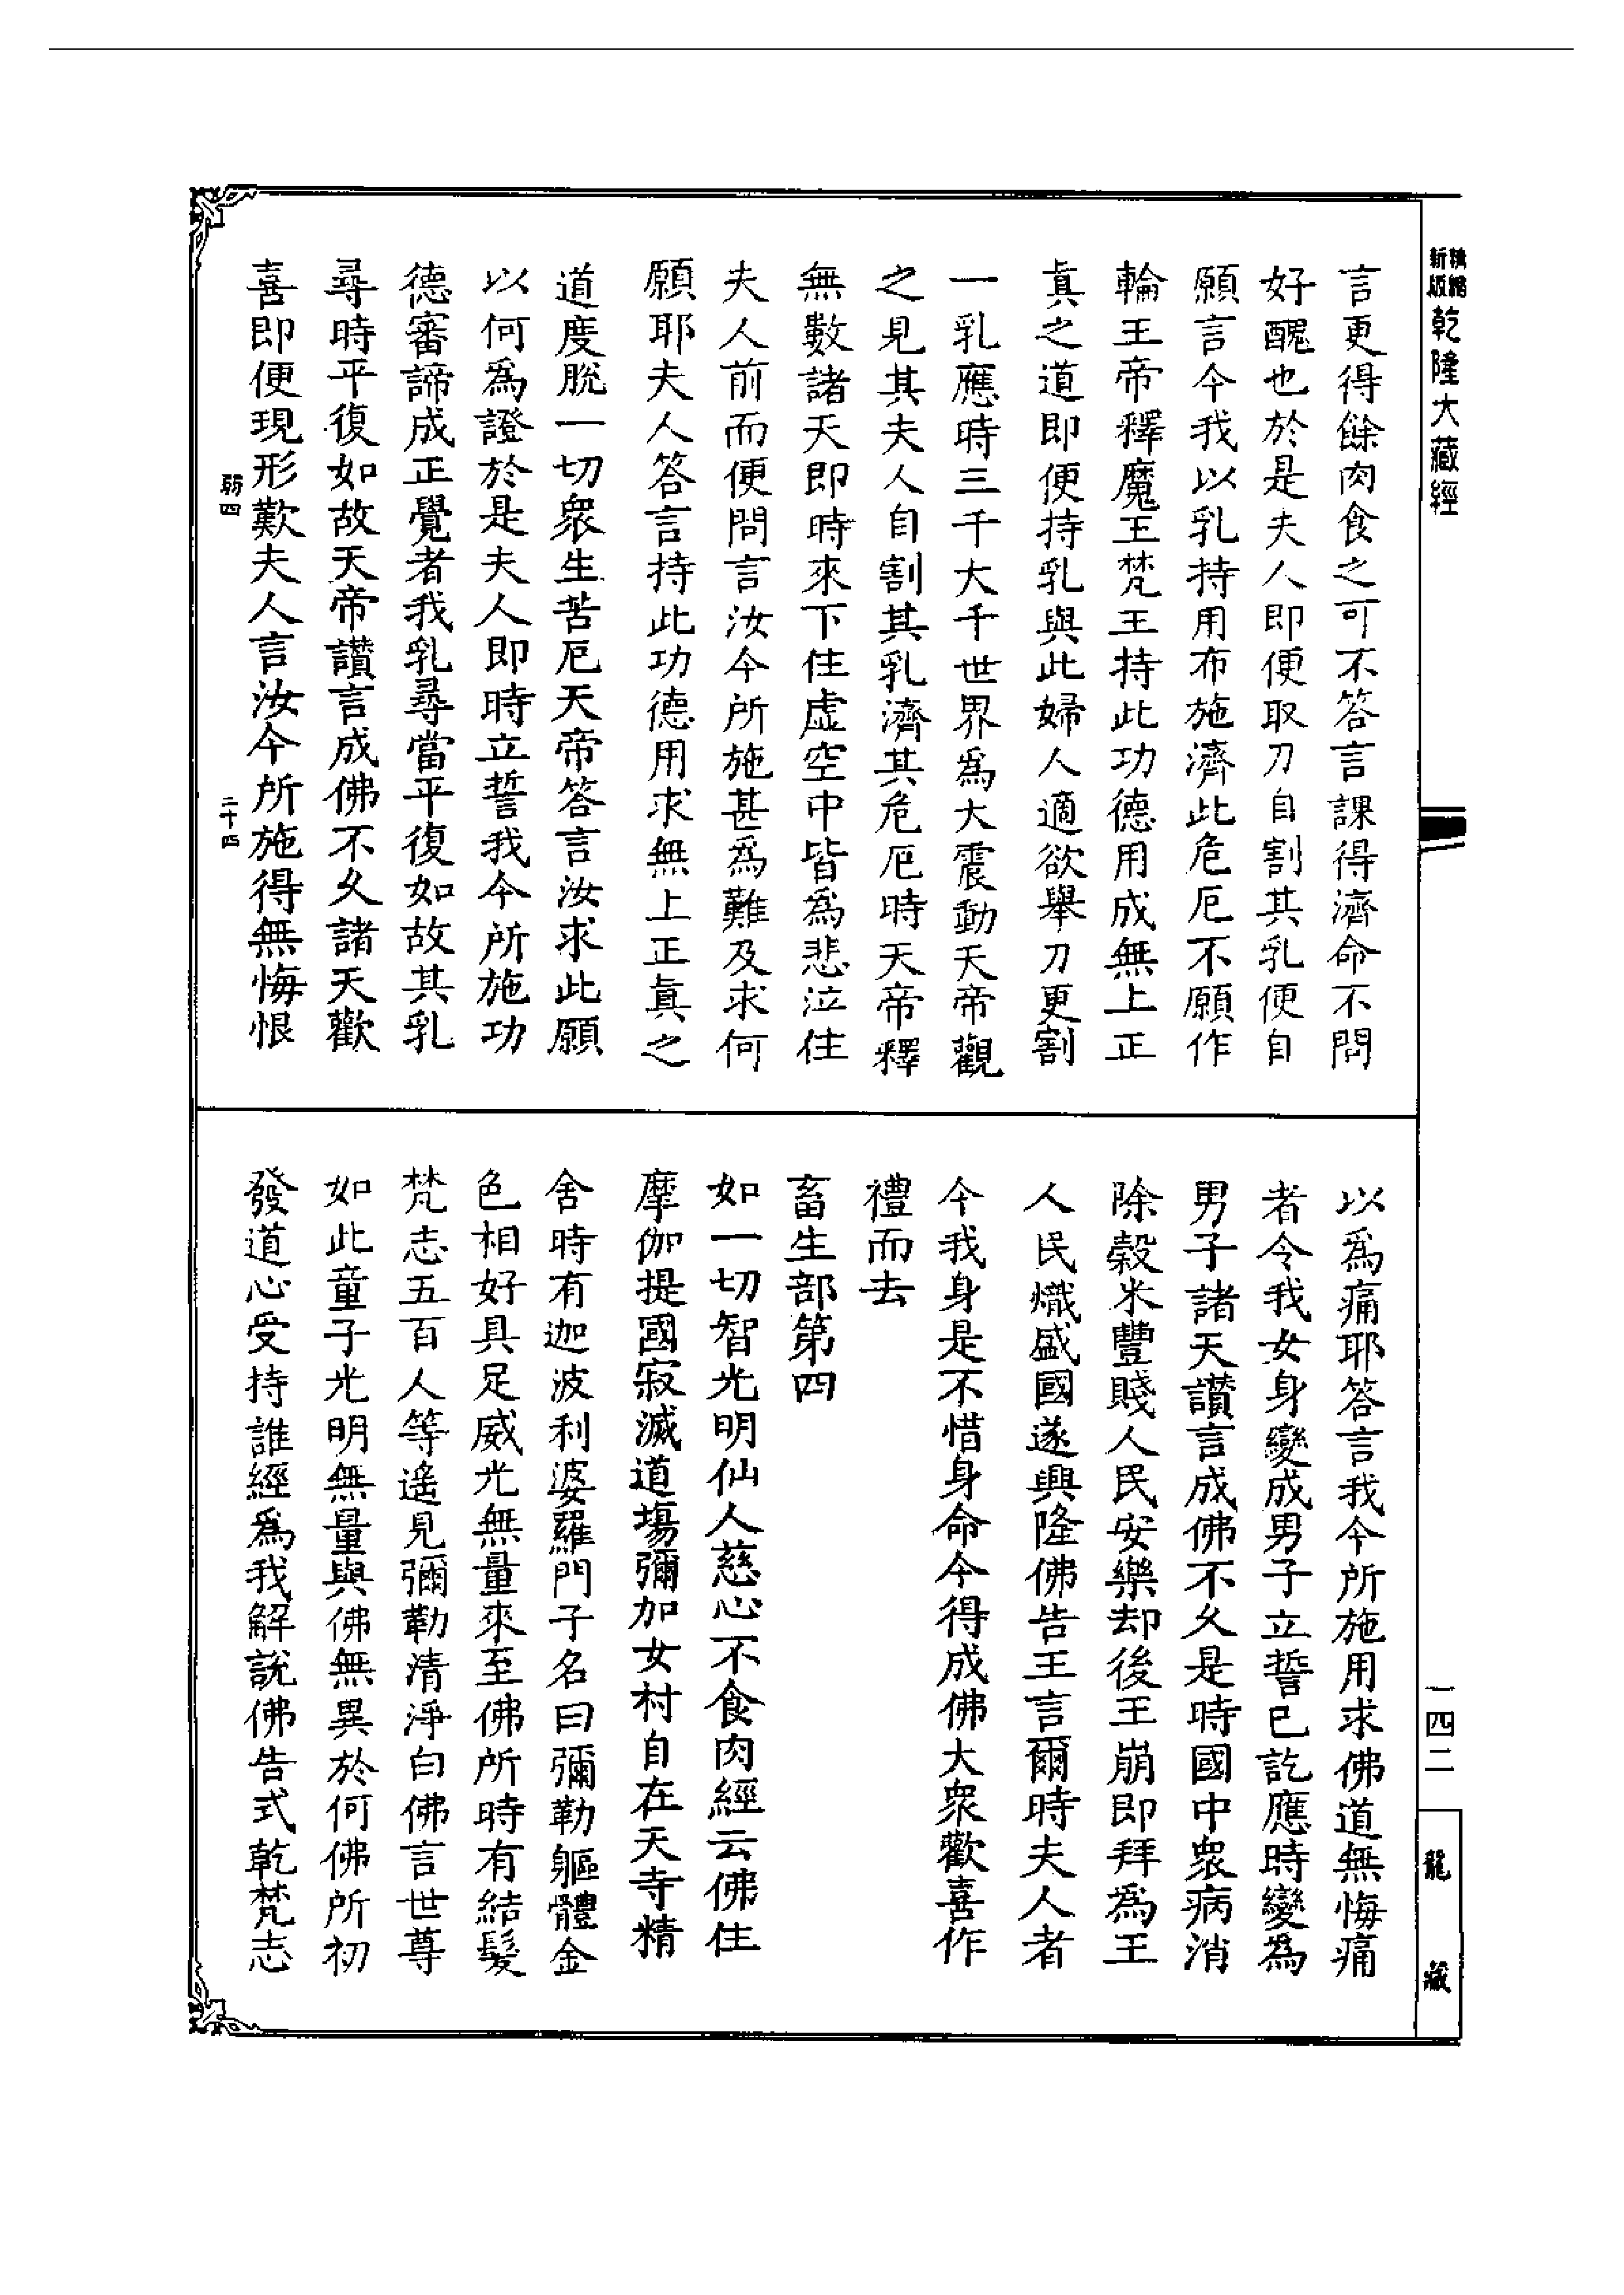 新版
精縮
乾隆大藏經
一四二
龍藏
言更得餘肉食之可不答言課得濟命不問
好醜也於是夫人即便取刀自割其乳便自
願言今我以乳持用布施濟此危厄不願作
輪王帝釋魔王梵王持此功德用成無上正
真之道即便持乳與此婦人適欲舉刀更割
一乳應時三千大千世界為大震動天帝觀
之見其夫人自割其乳濟其危厄時天帝釋
無數諸天即時來下住虛空中皆為悲泣住
夫人前而便問言汝今所施甚為難及求何
願耶夫人答言持此功德用求無上正真之
道度脫一切眾生苦厄天帝答言汝求此願
以何為證於是夫人即時立誓我今所施功
德審諦成正覺者我乳尋當平復如故其乳
尋時平復如故天帝讚言成佛不久諸天歡
喜即便現形歎夫人言汝今所施得無悔恨
弱四
二十四
以為痛耶答言我今所施用求佛道無悔痛
者令我女身變成男子立誓已訖應時變為
男子諸天讚言成佛不久是時國中眾病消
除穀米豐賤人民安樂却後王崩即拜為王
人民熾盛國遂興隆佛告王言爾時夫人者
今我身是不惜身命今得成佛大眾歡喜作
禮而去
畜生部第四
如一切智光明仙人慈心不食肉經云佛住
摩伽提國寂滅道場彌加女村自在天寺精
舍時有迦波利婆羅門子名曰彌勒軀體金
色相好具足威光無量來至佛所時有結髮
梵志五百人等遙見彌勒清淨白佛言世尊
如此童子光明無量與佛無異於何佛所初
發道心受持誰經為我解說佛告式乾梵志